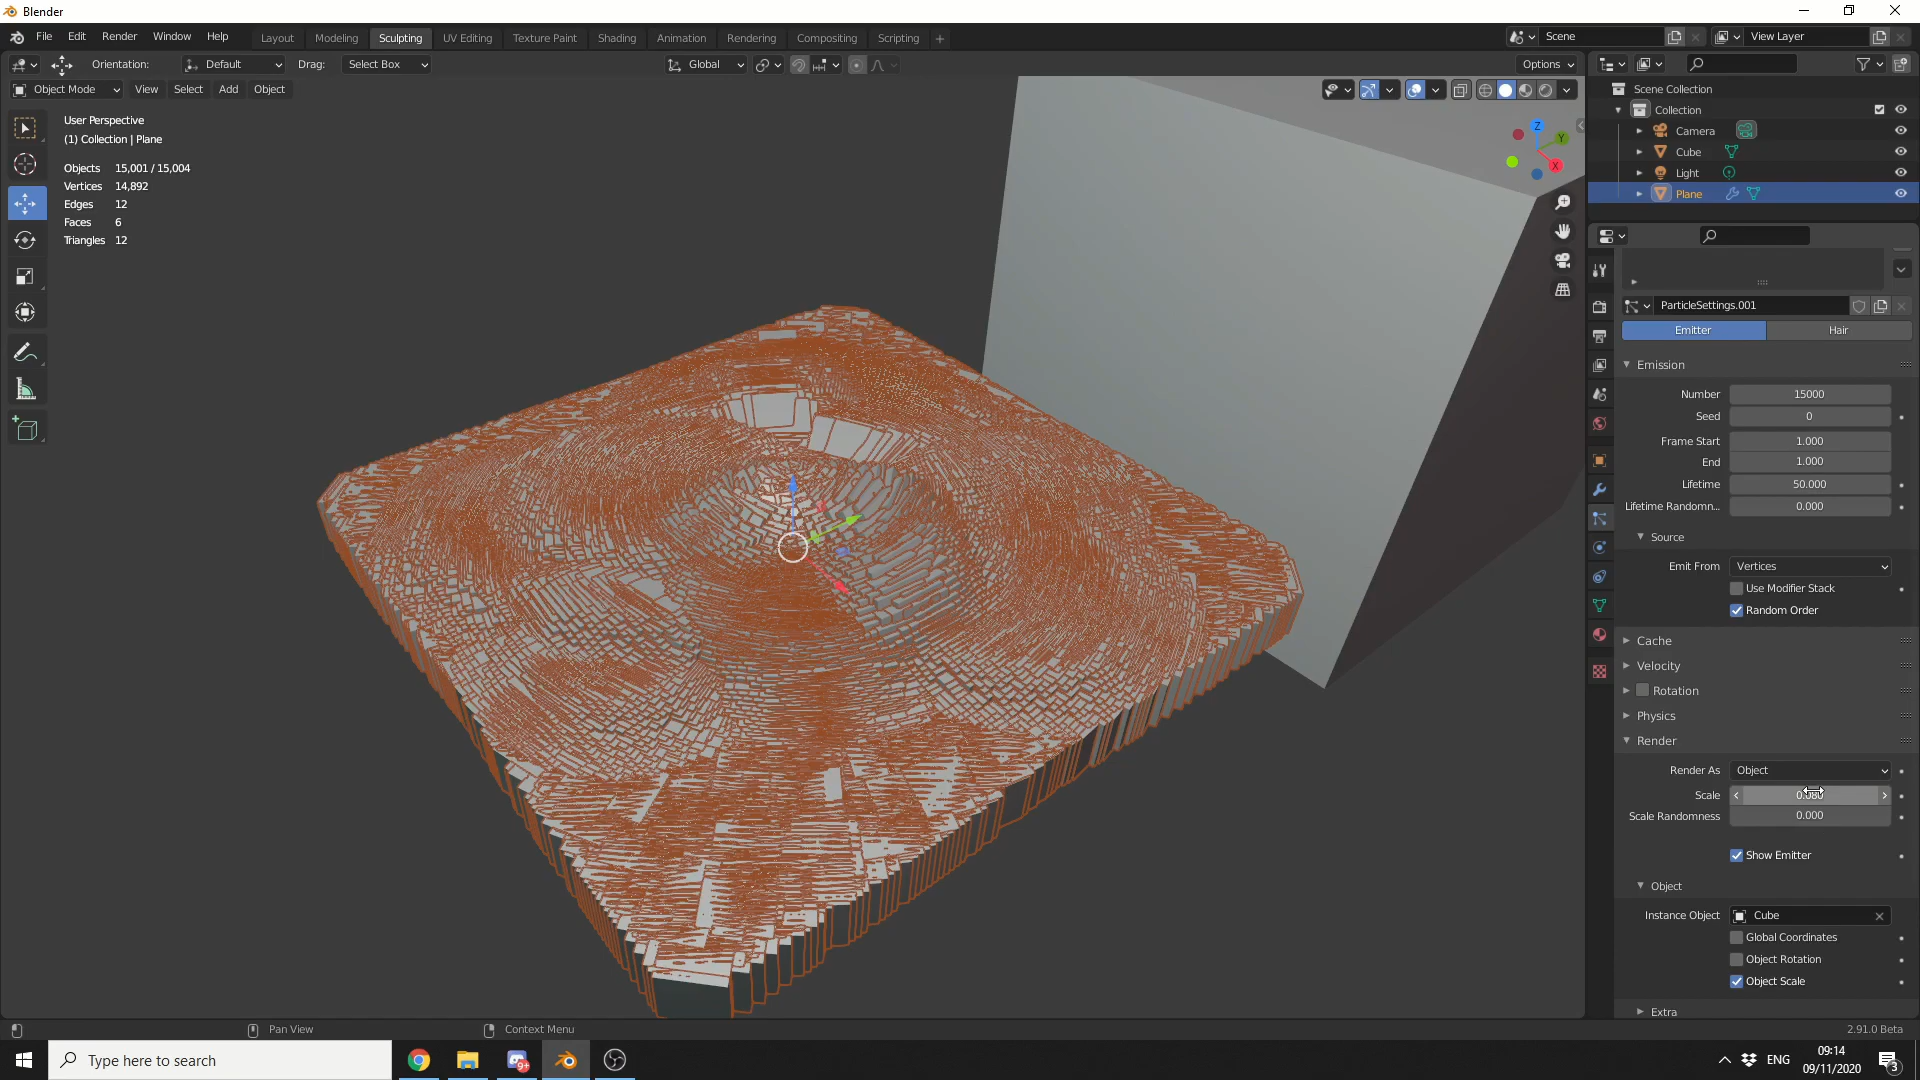 Blender
File Edit Render Window Help Layout Modeling Sculpting UV Editing Texture Paint Shading Animation Rendering Compositing Scripting + Scene View Layer
Orientation: Default Drag: Select Box Global Options
Object Mode View Select Add Object
User Perspective
(1) Collection | Plane
Objects 15,001 / 15,004
Vertices 14,892
Edges 12
Faces 6
Triangles 12
Z
Y
X
Scene Collection
Collection
Camera
Cube
Light
Plane
ParticleSettings.001
Emitter Hair
Emission
Number 15000
Seed 0
Frame Start 1.000
End 1.000
Lifetime 50.000
Lifetime Randomn... 0.000
Source
Emit From Vertices
Use Modifier Stack
Random Order
Cache
Velocity
Rotation
Physics
Render
Render As Object
Scale
Scale Randomness 0.000
Show Emitter
Object
Instance Object Cube
Global Coordinates
Object Rotation
Object Scale
Extra
Pan View Context Menu 2.91.0 Beta
Type here to search 9+ ENG 09:14
09/11/2020 3